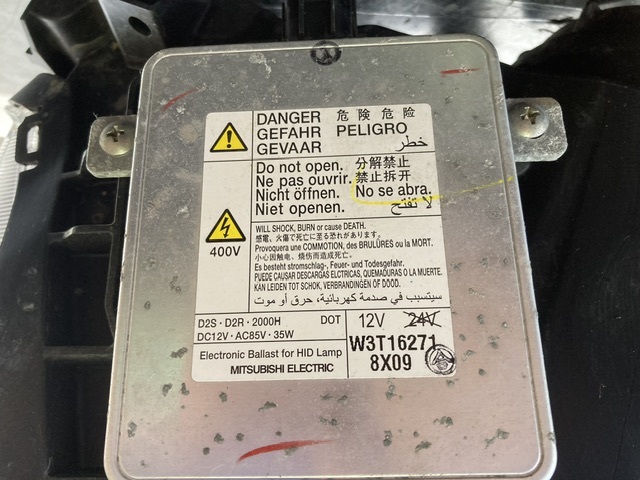 DANGER 危険 危险
GEFAHR PELIGRO
GEVAAR خطر
Do not open. 分解禁止
Ne pas ouvrir. 禁止拆开
Nicht öffnen. No se abra.
Niet openen. لا تفتح
400V
WILL SHOCK, BURN or cause DEATH.
感電、火傷で死亡に至る恐れがあります。
Provoquera une COMMOTION, des BRULÛRES ou la MORT.
小心因触电、烧伤而造成死亡。
Es besteht stromschlag-, Feuer- und Todesgefahr.
PUEDE CAUSAR DESCARGAS ELCTRICAS, QUEMADURAS O LA MUERTE.
KAN LEIDEN TOT SCHOK, VERBRANDINGEN OF DOOD.
سيتسبب في صدمة كهربائية، حرق أو موت
D2S · D2R · 2000H DOT
DC12V · AC85V · 35W
12V 24V
Electronic Ballast for HID Lamp
MITSUBISHI ELECTRIC
W3T16271
8X09